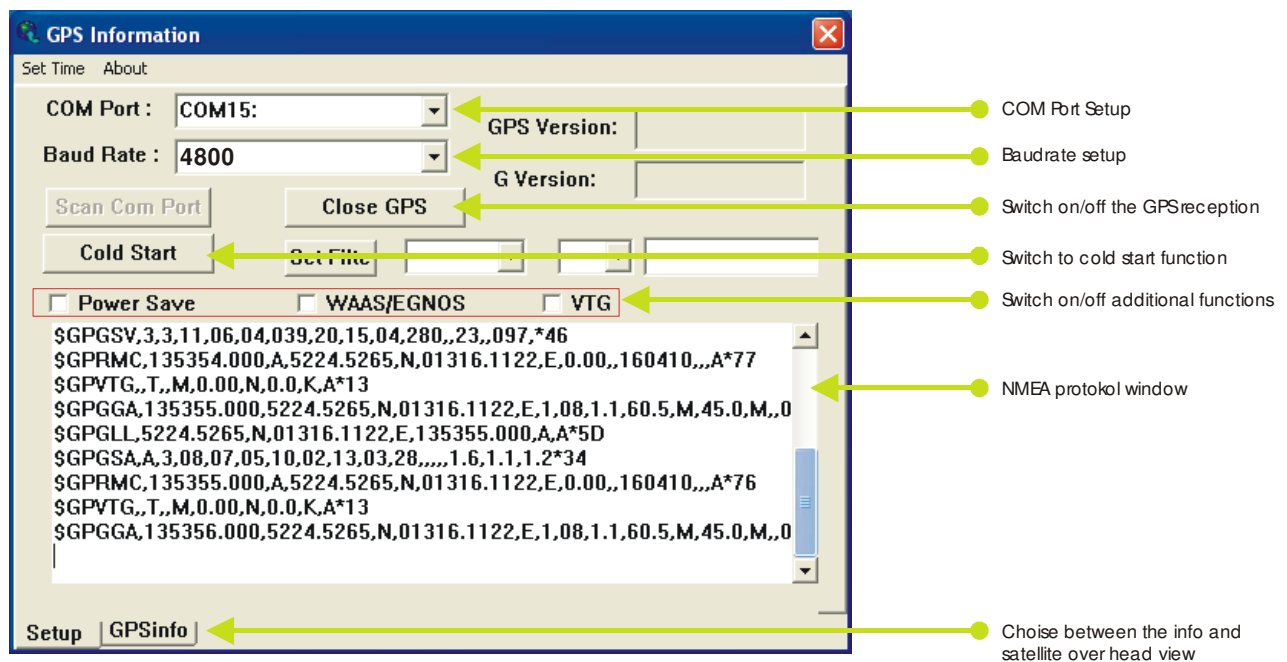 GPS Information
Set Time About
COM Port : COM15:
GPS Version:
COM Port Setup
Baud Rate : 4800
Baudrate setup
G Version:
Scan Com Port Close GPS
Switch on/off the GPS reception
Cold Start Set Filte
Switch to cold start function
Power Save WAAS/EGNOS VTG
Switch on/off additional functions
$GPGSV,3,3,11,06,04,039,20,15,04,280,,23,,097,*46
$GPRMC,135354.000,A,5224.5265,N,01316.1122,E,0.00,,160410,,,A*77
$GPVTG,,T,,M,0.00,N,0.0,K,A*13
$GPGGA,135355.000,5224.5265,N,01316.1122,E,1,08,1.1,60.5,M,45.0,M,,0
NMEA protokol window
$GPGLL,5224.5265,N,01316.1122,E,135355.000,A,A*5D
$GPGSA,A,3,08,07,05,10,02,13,03,28,,,,,1.6,1.1,1.2*34
$GPRMC,135355.000,A,5224.5265,N,01316.1122,E,0.00,,160410,,,A*76
$GPVTG,,T,,M,0.00,N,0.0,K,A*13
$GPGGA,135356.000,5224.5265,N,01316.1122,E,1,08,1.1,60.5,M,45.0,M,,0
Setup GPSinfo
Choise between the info and
satellite over head view